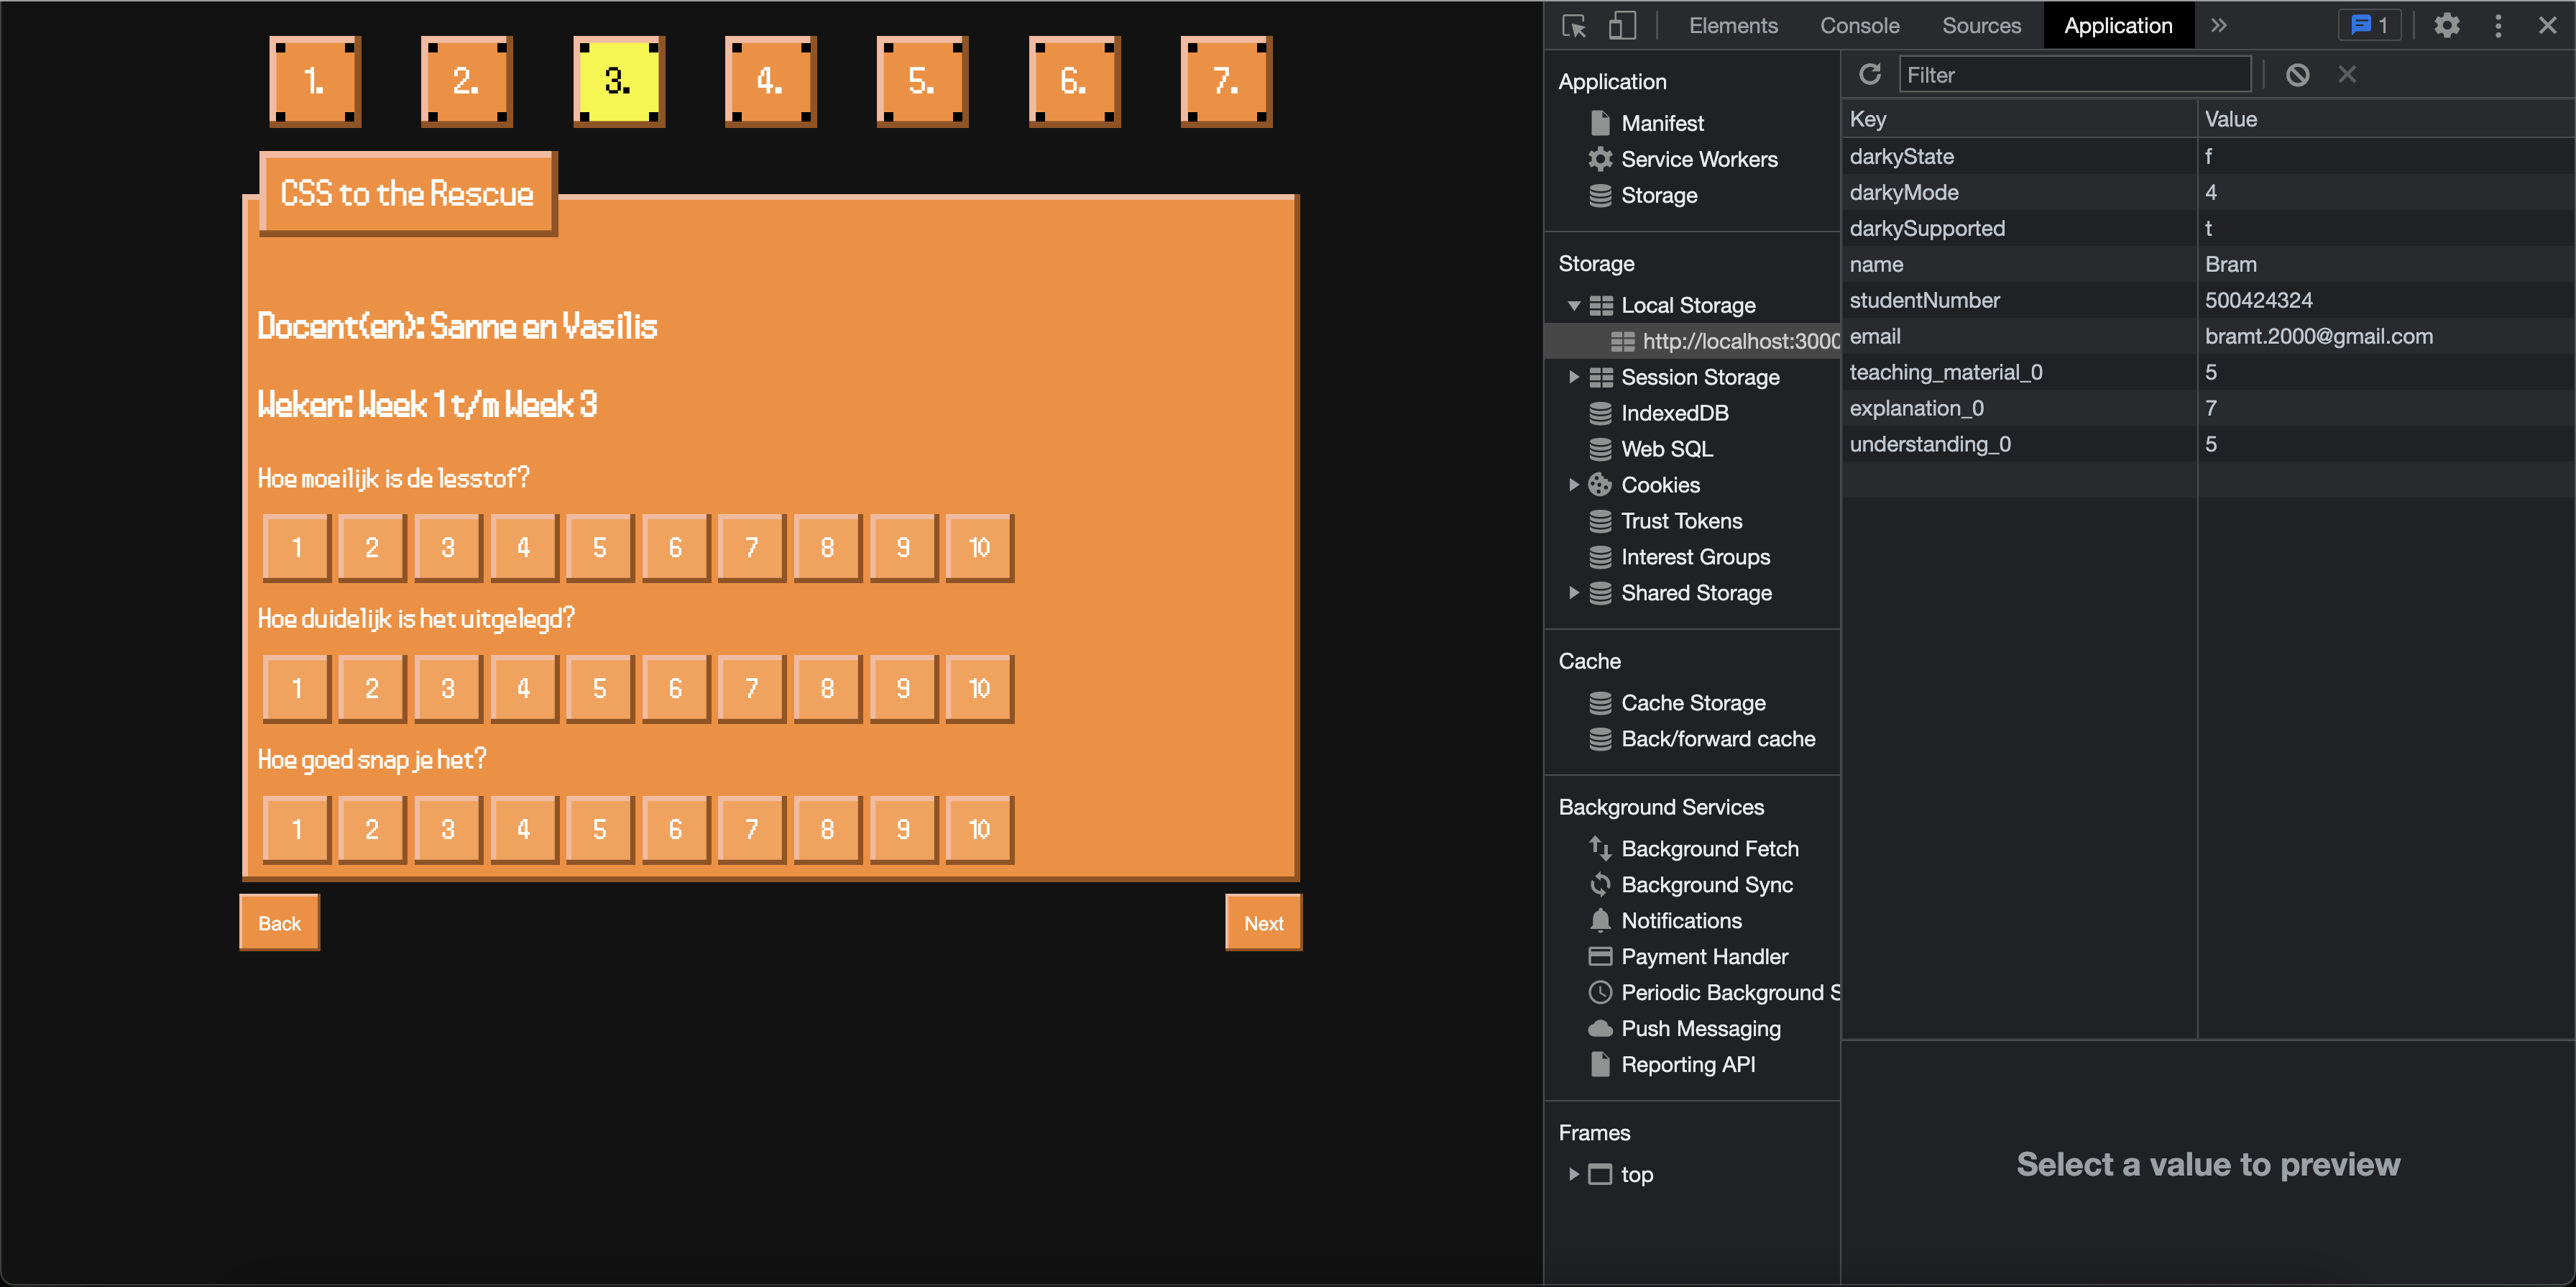 1. 2. 3. 4. 5. 6. 7.
CSS to the Rescue
Docent(en): Sanne en Vasilis
Weken: Week 1 t/m Week 3
Hoe moeilijk is de lesstof?
1 2 3 4 5 6 7 8 9 10
Hoe duidelijk is het uitgelegd?
1 2 3 4 5 6 7 8 9 10
Hoe goed snap je het?
1 2 3 4 5 6 7 8 9 10
Back Next
Elements Console Sources Application » 1
Application
Manifest
Service Workers
Storage
Storage
Local Storage
http://localhost:3000
Session Storage
IndexedDB
Web SQL
Cookies
Trust Tokens
Interest Groups
Shared Storage
Cache
Cache Storage
Back/forward cache
Background Services
Background Fetch
Background Sync
Notifications
Payment Handler
Periodic Background S
Push Messaging
Reporting API
Frames
top
Filter
Key Value
darkyState f
darkyMode 4
darkySupported t
name Bram
studentNumber 500424324
email bramt.2000@gmail.com
teaching_material_0 5
explanation_0 7
understanding_0 5
Select a value to preview